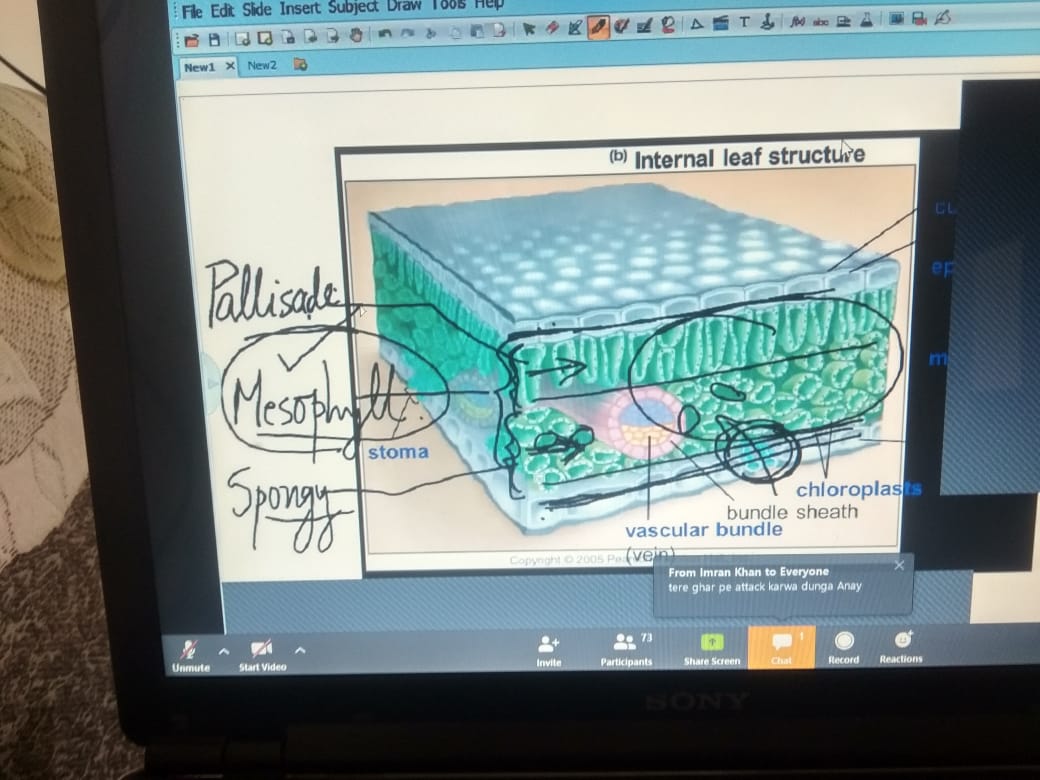 File Edit Slide Insert Subject Draw Tools Help
T f(x) abc
New1 X New2
(b) Internal leaf structure
cu
ep
Pallisade
m
Mesophyll
stoma
Spongy
chloroplasts
bundle sheath
vascular bundle
(vein)
Copyright © 2005 Pe
From Imran Khan to Everyone
tere ghar pe attack karwa dunga Anay
73
1
Unmute Start Video Invite Participants Share Screen Chat Record Reactions
SONY